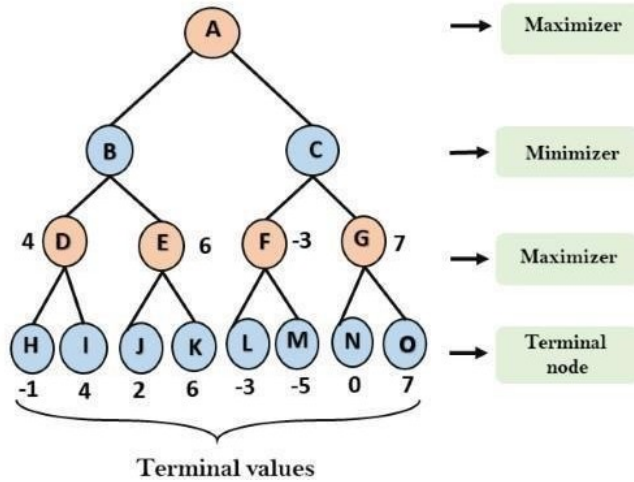 A
Maximizer
B
C
Minimizer
4 D E 6 F -3 G 7
Maximizer
H I J K L M N O
Terminal
node
-1 4 2 6 -3 -5 0 7
Terminal values